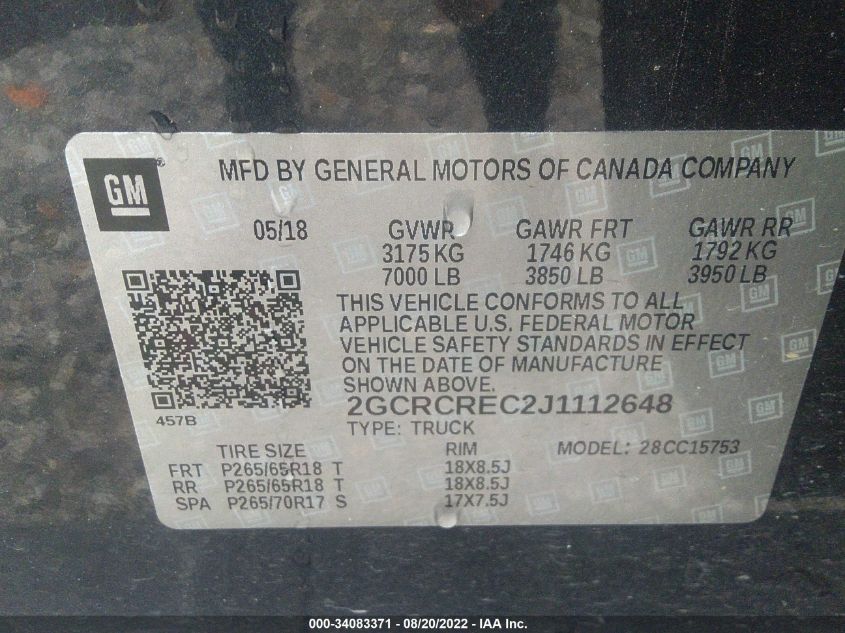 GM ® MFD BY GENERAL MOTORS OF CANADA COMPANY
05/18 GVWR GAWR FRT GAWR RR
3175 KG 1746 KG 1792 KG
7000 LB 3850 LB 3950 LB
THIS VEHICLE CONFORMS TO ALL
APPLICABLE U.S. FEDERAL MOTOR
VEHICLE SAFETY STANDARDS IN EFFECT
ON THE DATE OF MANUFACTURE
SHOWN ABOVE.
2GCRCREC2J1112648
457B
TYPE: TRUCK
TIRE SIZE RIM MODEL: 28CC15753
FRT P265/65R18 T 18X8.5J
RR P265/65R18 T 18X8.5J
SPA P265/70R17 S 17X7.5J
000-34083371 - 08/20/2022 - IAA Inc.